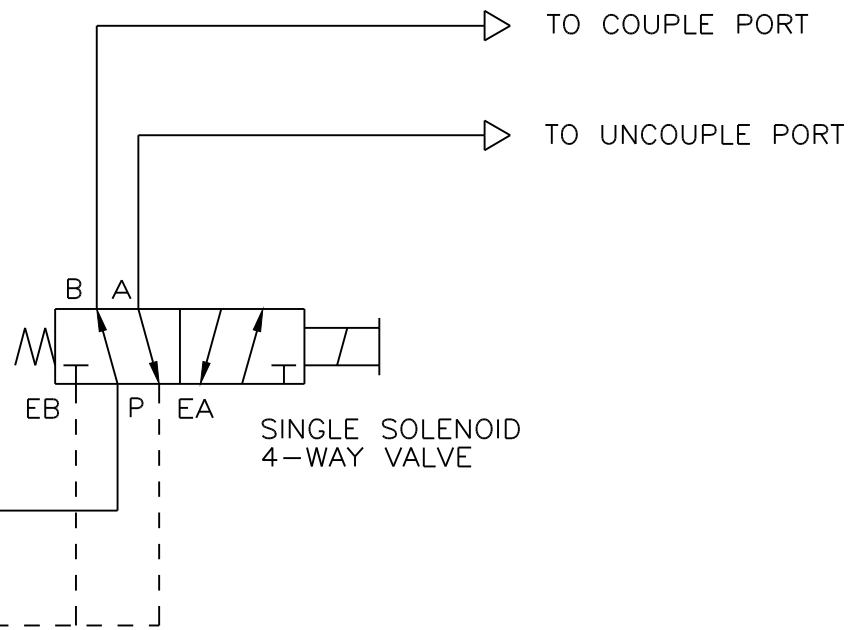 TO COUPLE PORT
TO UNCOUPLE PORT
B A
EB P EA
SINGLE SOLENOID
4-WAY VALVE